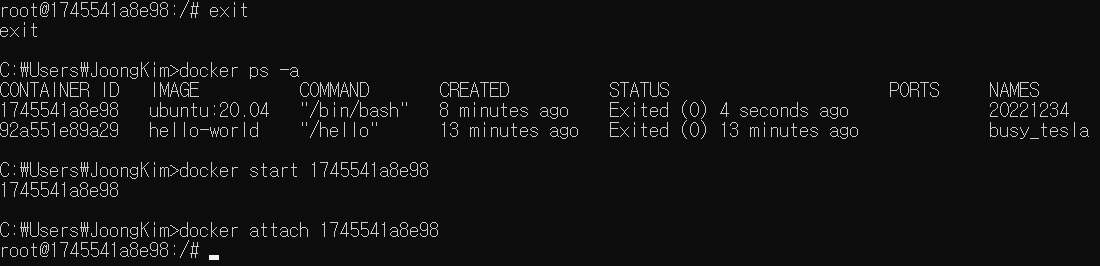 root@1745541a8e98:/# exit
exit
C:₩Users₩JoongKim>docker ps -a
CONTAINER ID   IMAGE          COMMAND       CREATED          STATUS                      PORTS     NAMES
1745541a8e98   ubuntu:20.04   "/bin/bash"   8 minutes ago    Exited (0) 4 seconds ago              20221234
92a551e89a29   hello-world    "/hello"      13 minutes ago   Exited (0) 13 minutes ago             busy_tesla
C:₩Users₩JoongKim>docker start 1745541a8e98
1745541a8e98
C:₩Users₩JoongKim>docker attach 1745541a8e98
root@1745541a8e98:/#